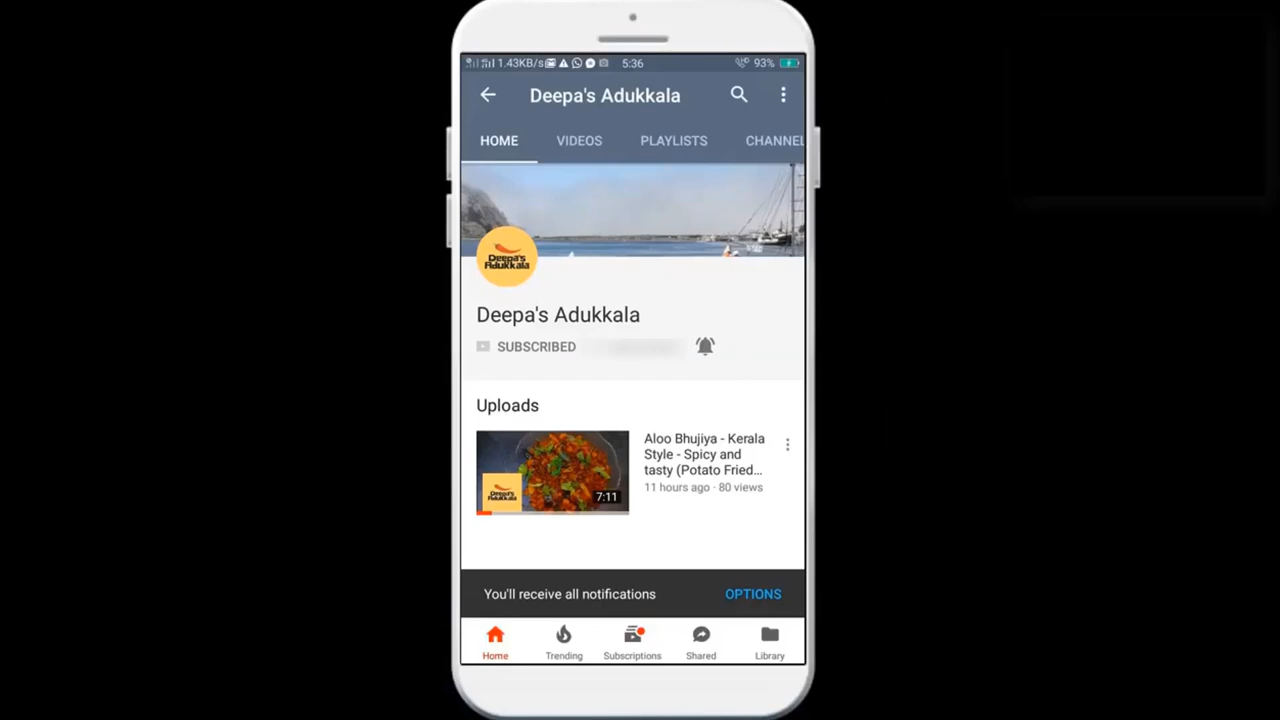 1.43KB/s 5:36 93%
Deepa's Adukkala
HOME VIDEOS PLAYLISTS CHANNEL
Deepa's
Adukkala
Deepa's Adukkala
SUBSCRIBED
Uploads
Aloo Bhujiya - Kerala
Style - Spicy and
tasty (Potato Fried...
11 hours ago · 80 views
Deepa's
Adukkala
7:11
You'll receive all notifications OPTIONS
Home Trending Subscriptions Shared Library